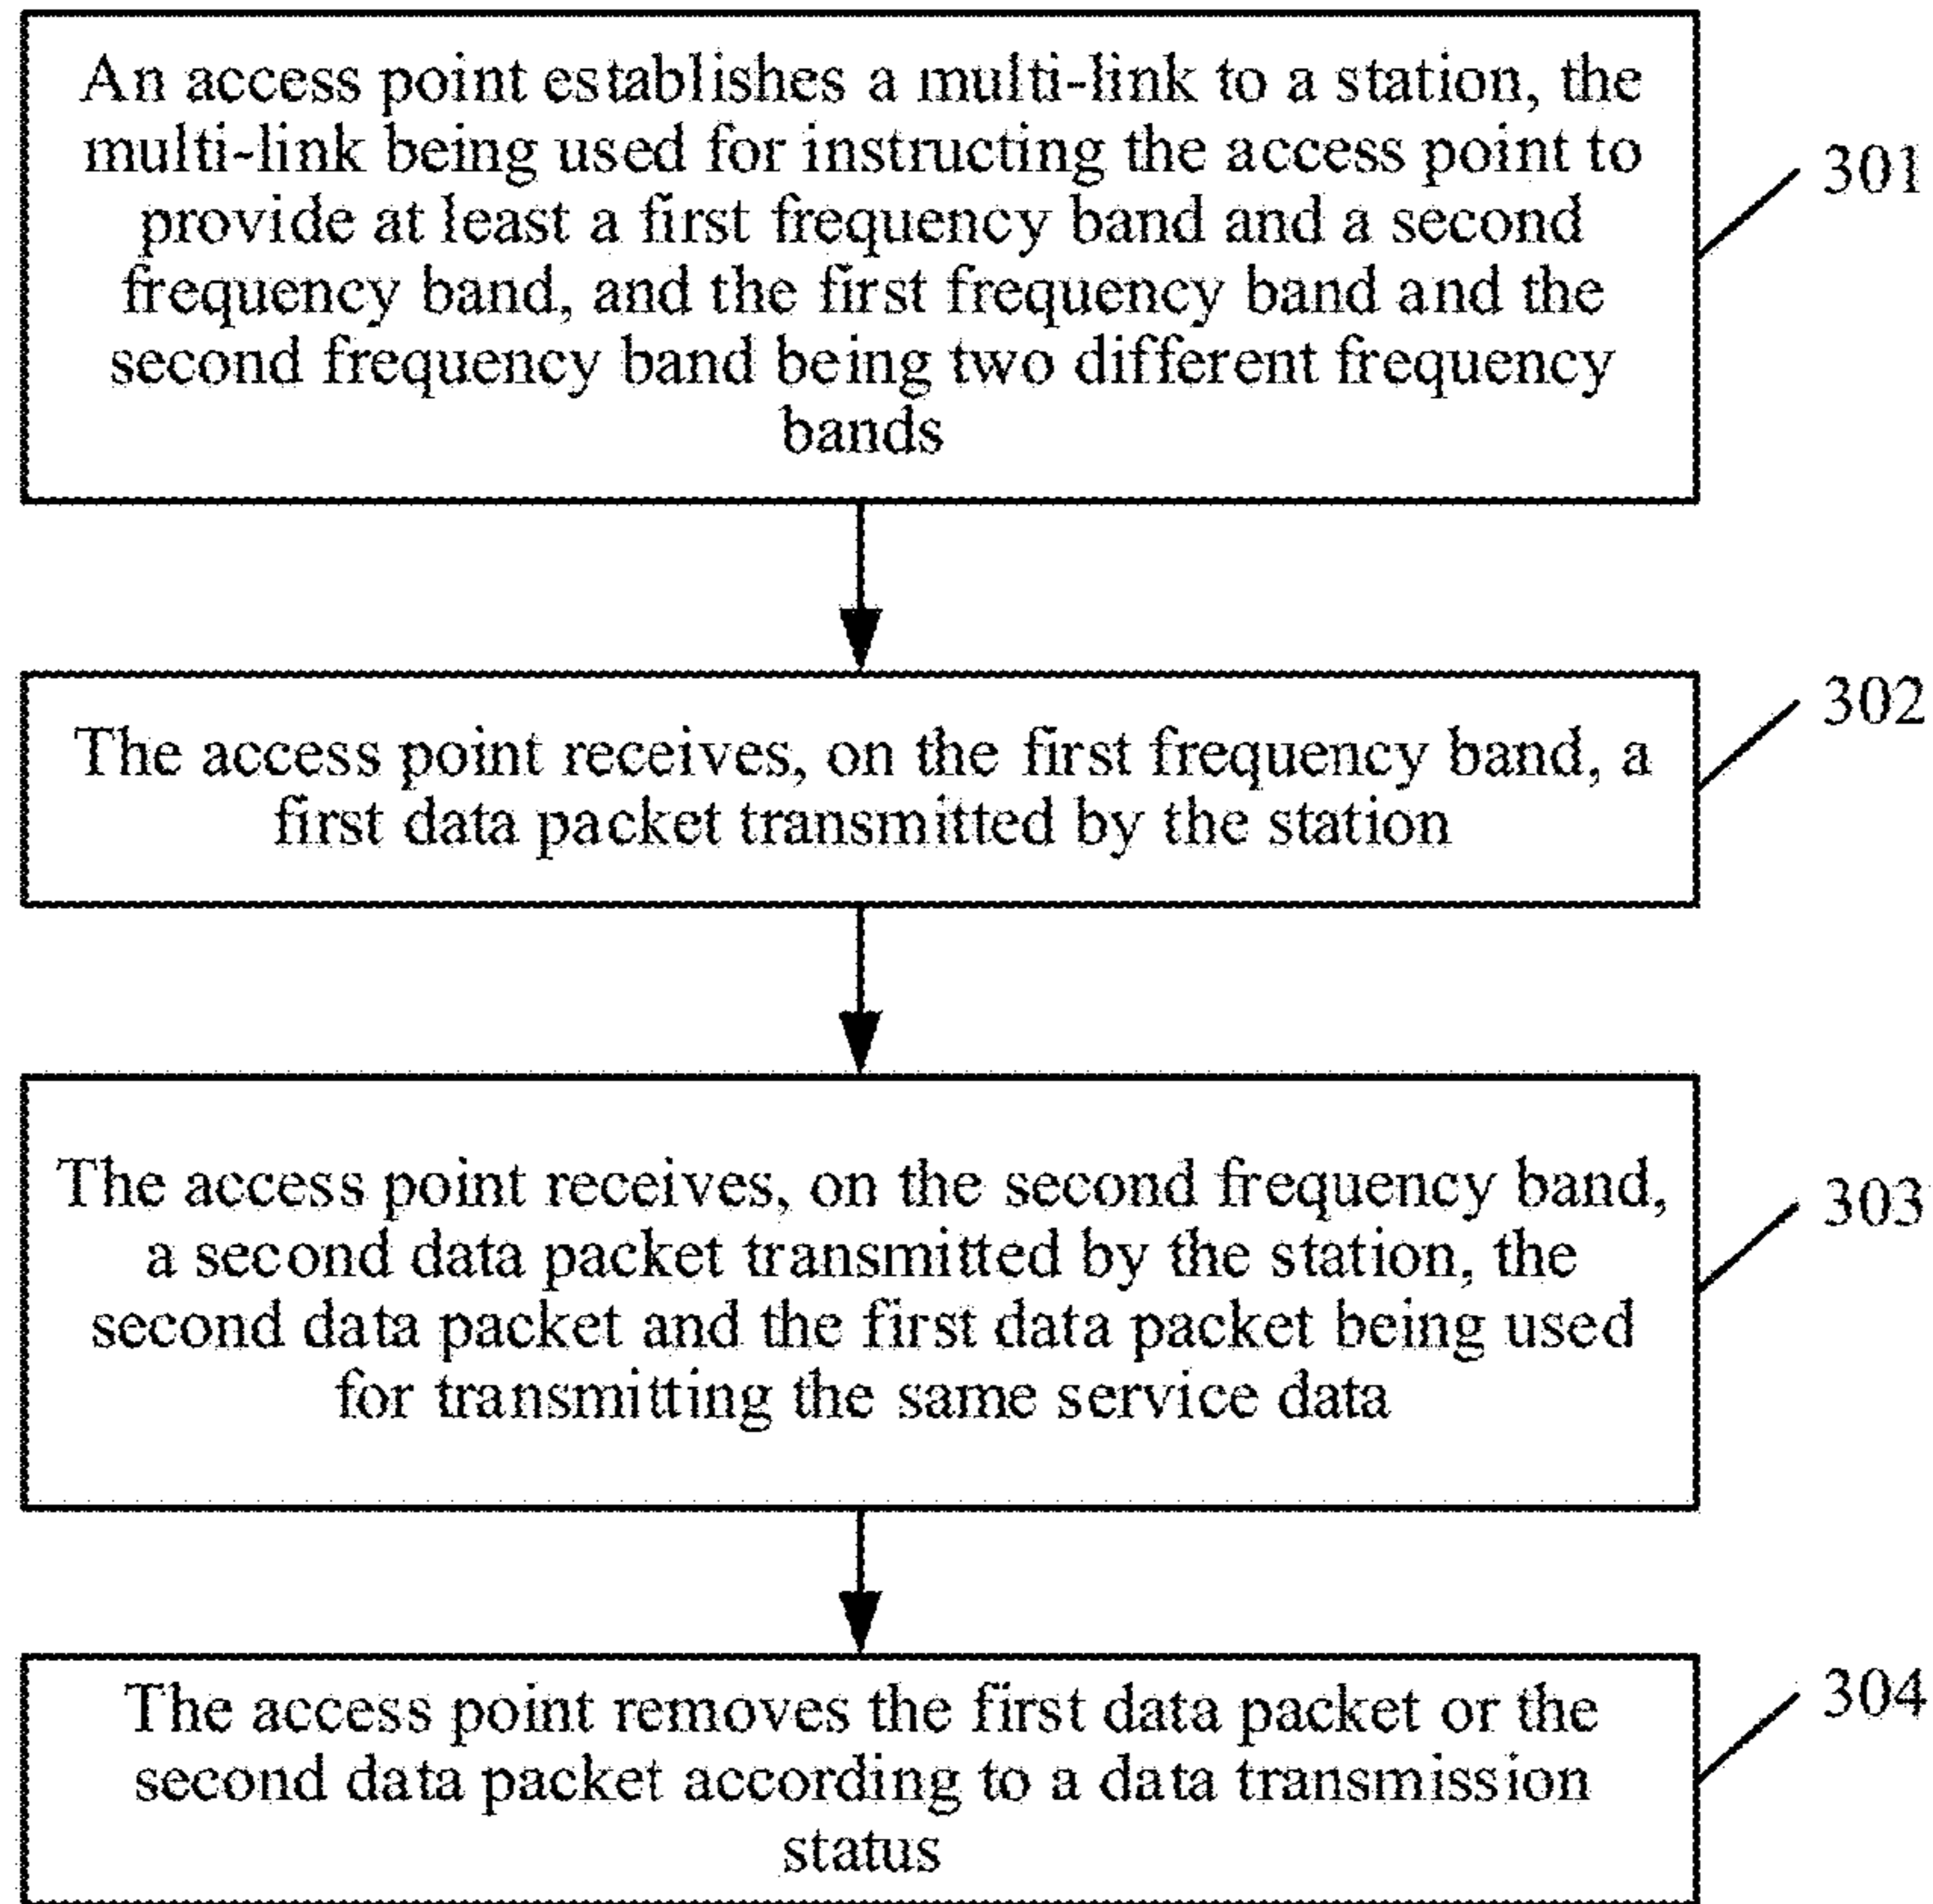 An access point establishes a multi-link to a station, the
multi-link being used for instructing the access point to
provide at least a first frequency band and a second
frequency band, and the first frequency band and the
second frequency band being two different frequency
bands
301
The access point receives, on the first frequency band, a
first data packet transmitted by the station
302
The access point receives, on the second frequency band,
a second data packet transmitted by the station, the
second data packet and the first data packet being used
for transmitting the same service data
303
The access point removes the first data packet or the
second data packet according to a data transmission
status
304